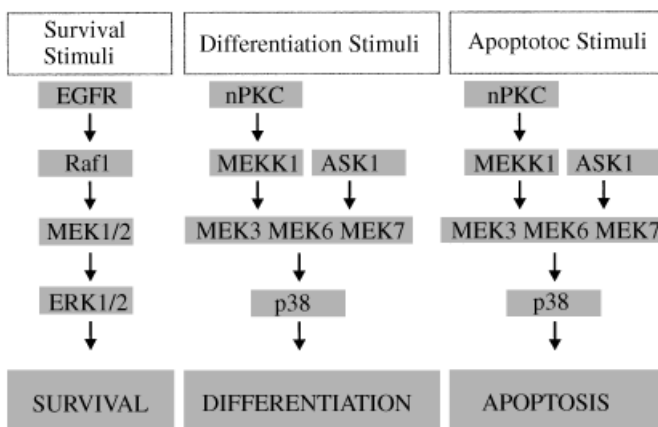 Survival
Stimuli
Differentiation Stimuli
Apoptotoc Stimuli
EGFR
nPKC
nPKC
Raf1
MEKK1
ASK1
MEKK1
ASK1
MEK1/2
MEK3 MEK6 MEK7
MEK3 MEK6 MEK7
ERK1/2
p38
p38
SURVIVAL
DIFFERENTIATION
APOPTOSIS